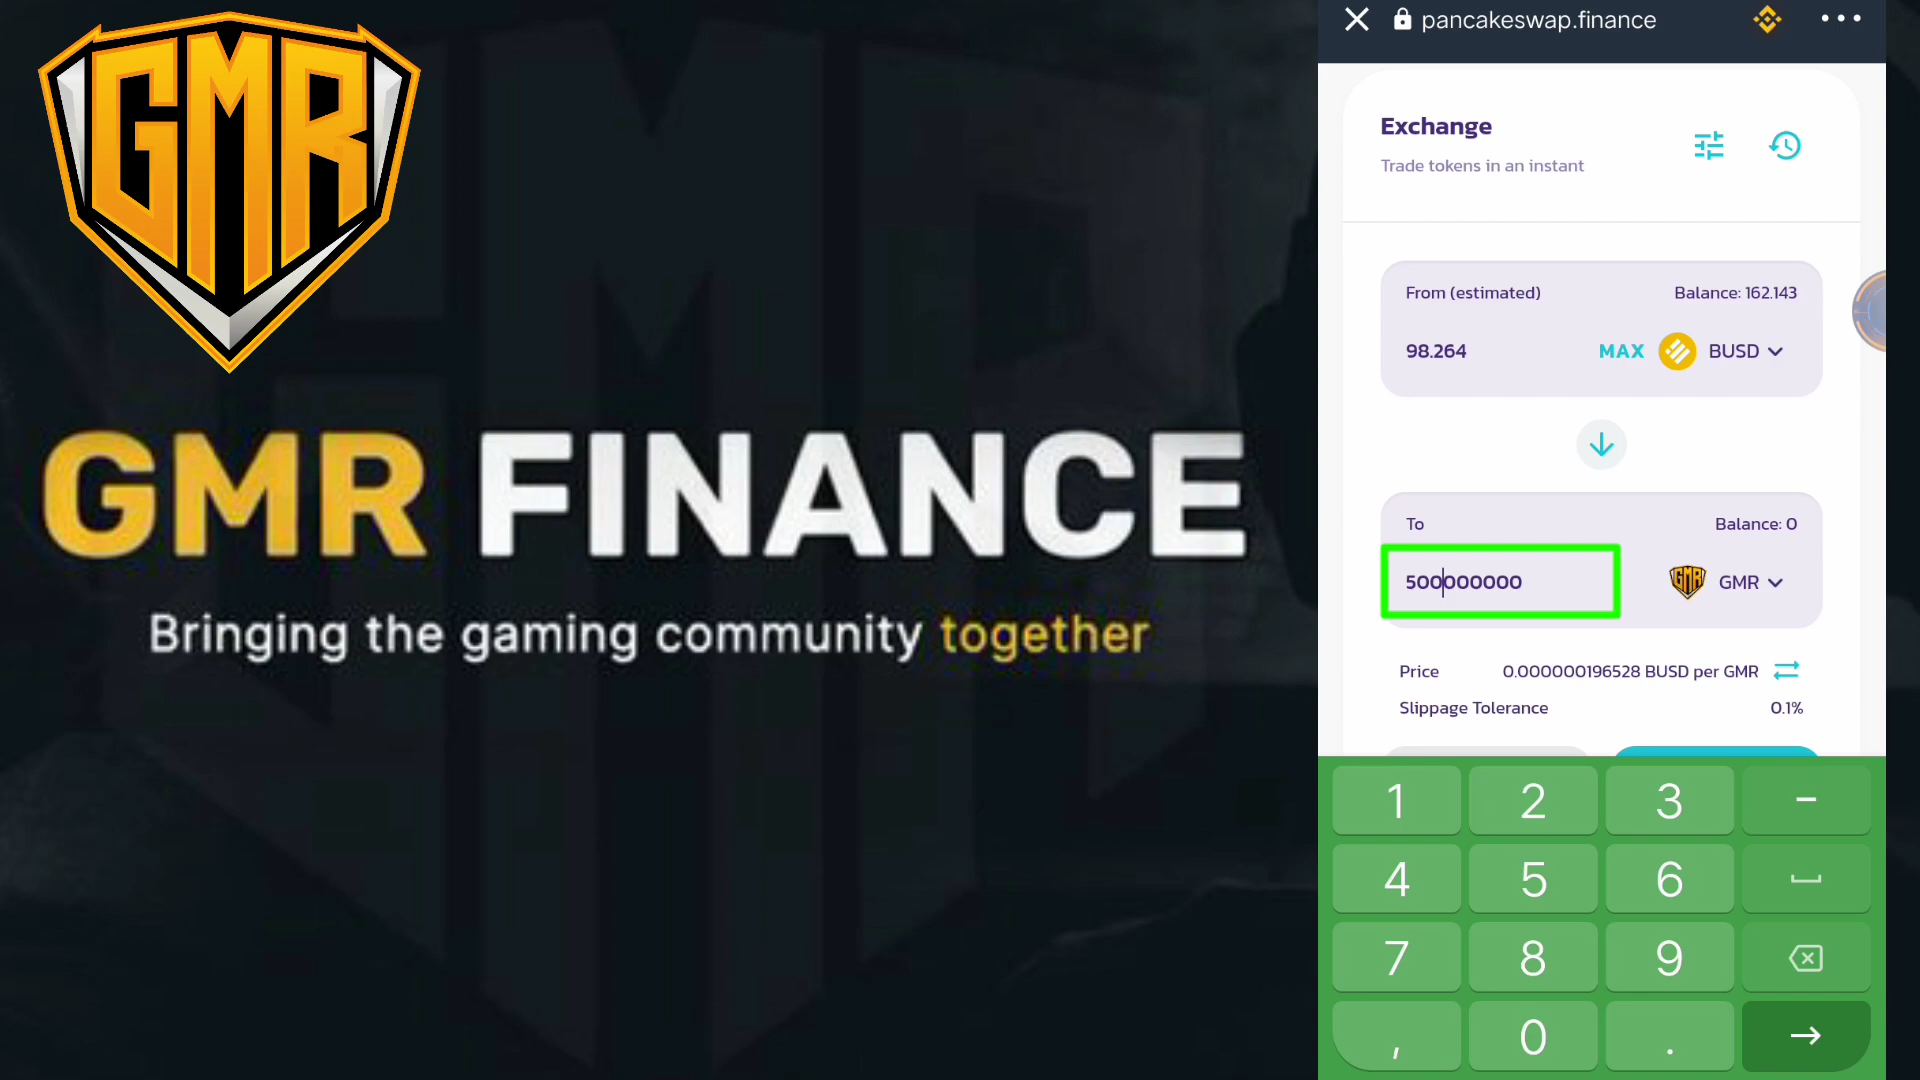 GMR
GMR FINANCE
Bringing the gaming community together
pancakeswap.finance
Exchange
Trade tokens in an instant
From (estimated) Balance: 162.143
98.264 MAX BUSD
To Balance: 0
500000000 GMR GMR
Price 0.000000196528 BUSD per GMR
Slippage Tolerance 0.1%
1 2 3 -
4 5 6
7 8 9
, 0 .